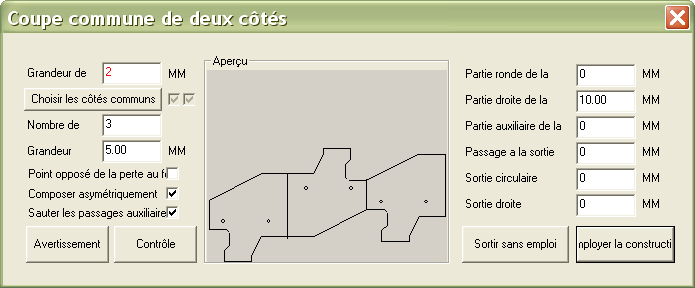 Coupe commune de deux côtés
Grandeur de 2 MM
Choisir les côtés communs
Nombre de 3
Grandeur 5.00 MM
Point opposé de la perte au
Composer asymétriquement
Sauter les passages auxiliaire
Avertissement Contrôle
Aperçu
Partie ronde de la 0 MM
Partie droite de la 10.00 MM
Partie auxiliaire de la 0 MM
Passage a la sortie 0 MM
Sortie circulaire 0 MM
Sortie droite 0 MM
Sortir sans emploi
ployer la constructi